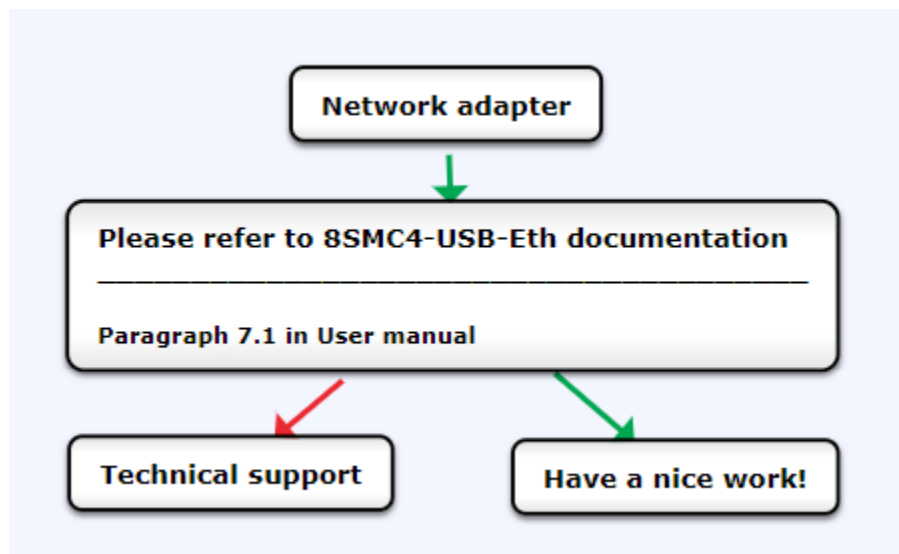 Network adapter
Please refer to 8SMC4-USB-Eth documentation
Paragraph 7.1 in User manual
Technical support
Have a nice work!